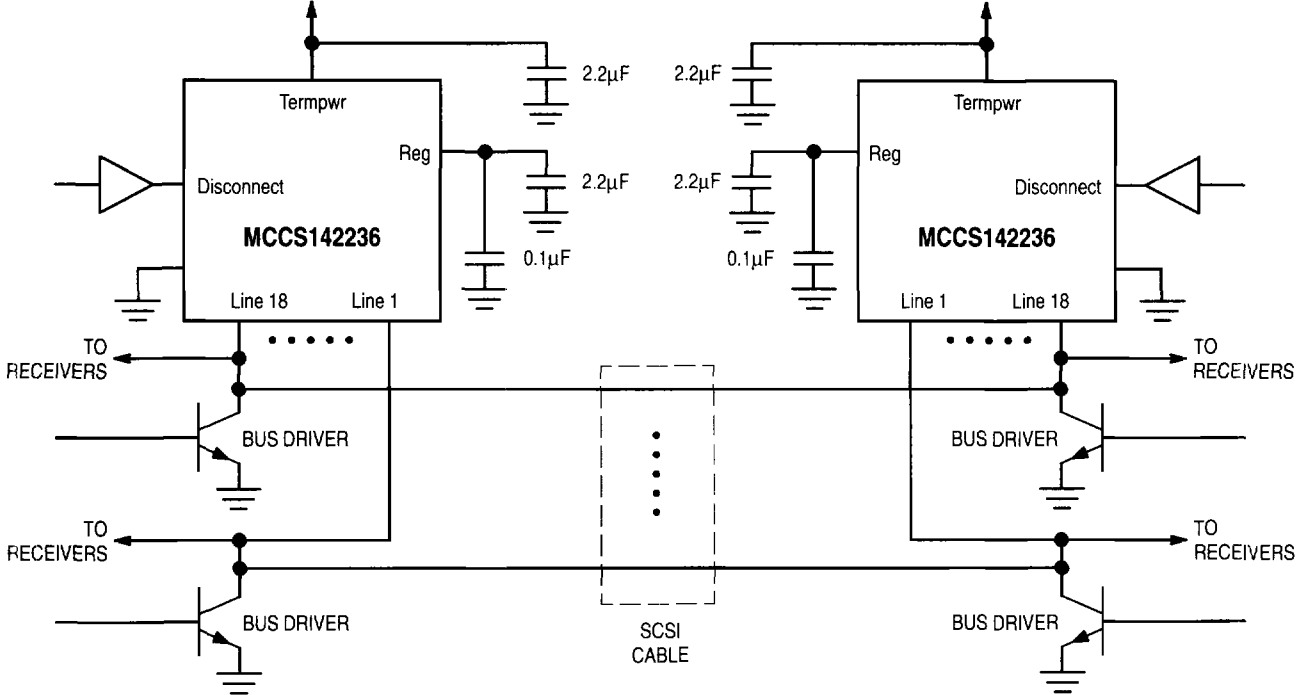 2.2µF
2.2µF
Termpwr
Termpwr
Reg
Reg
2.2µF
2.2µF
Disconnect
Disconnect
MCCS142236
MCCS142236
0.1µF
0.1µF
Line 18
Line 1
Line 1
Line 18
TO
RECEIVERS
TO
RECEIVERS
BUS DRIVER
BUS DRIVER
TO
RECEIVERS
TO
RECEIVERS
BUS DRIVER
BUS DRIVER
SCSI
CABLE